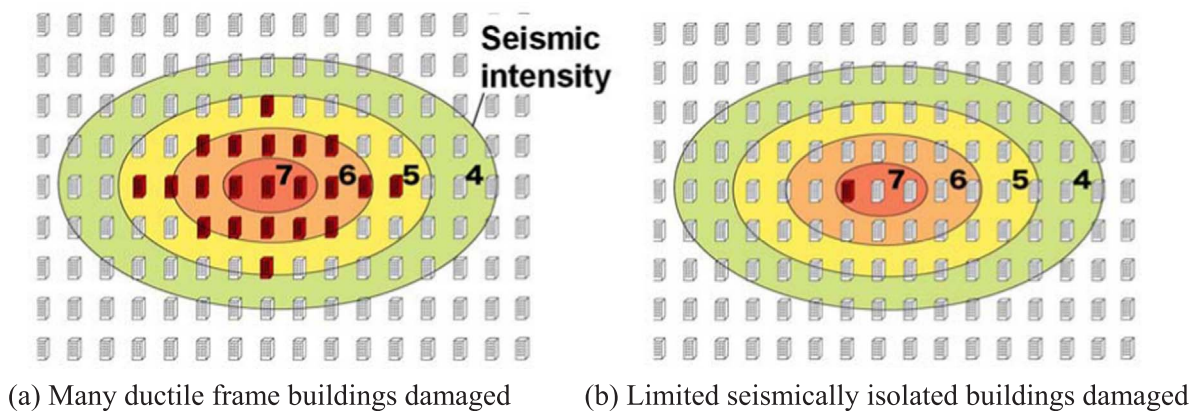 Seismic
intensity
7 6 5 4
7 6 5 4
(a) Many ductile frame buildings damaged
(b) Limited seismically isolated buildings damaged